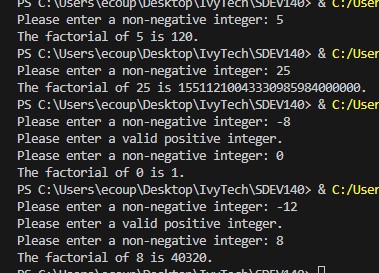 PS C:\Users\ecoup\Desktop\IvyTech\SDEV140> & C:/User
Please enter a non-negative integer: 5
The factorial of 5 is 120.
PS C:\Users\ecoup\Desktop\IvyTech\SDEV140> & C:/Use
Please enter a non-negative integer: 25
The factorial of 25 is 15511210043330985984000000.
PS C:\Users\ecoup\Desktop\IvyTech\SDEV140> & C:/Use
Please enter a non-negative integer: -8
Please enter a valid positive integer.
Please enter a non-negative integer: 0
The factorial of 0 is 1.
PS C:\Users\ecoup\Desktop\IvyTech\SDEV140> & C:/Use
Please enter a non-negative integer: -12
Please enter a valid positive integer.
Please enter a non-negative integer: 8
The factorial of 8 is 40320.
PS C:\Users\ecoup\Desktop\IvyTech\SDEV140>